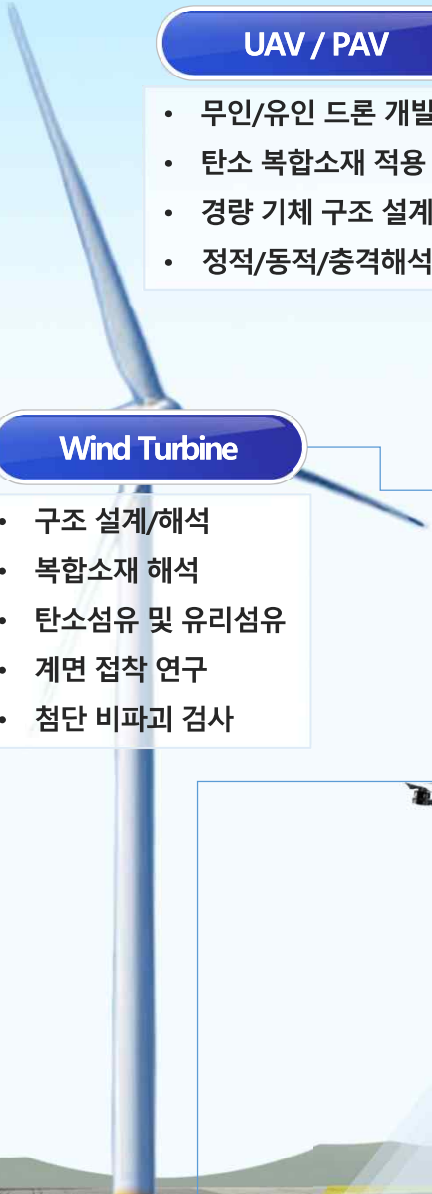 UAV / PAV
• 무인/유인 드론 개발
• 탄소 복합소재 적용
• 경량 기체 구조 설계
• 정적/동적/충격해석
Wind Turbine
• 구조 설계/해석
• 복합소재 해석
• 탄소섬유 및 유리섬유
• 계면 접착 연구
• 첨단 비파괴 검사